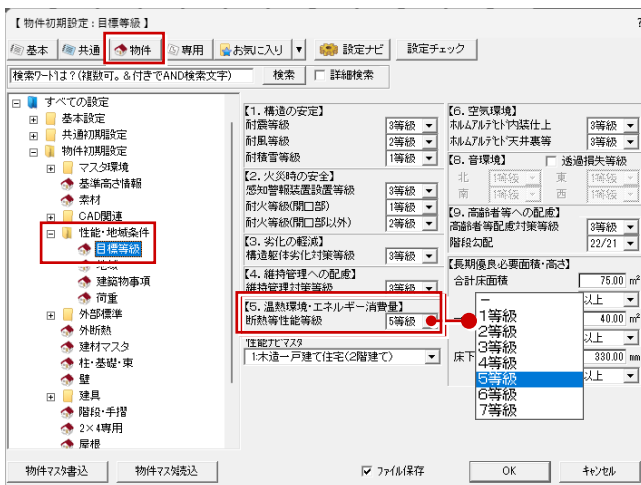 【 物件初期設定：目標等級 】
基本 共通 物件 専用 お気に入り ▼ 設定ナビ 設定チェック
検索ワードは？(複数可。＆付きでAND検索文字) 検索 詳細検索
すべての設定
基本設定
共通初期設定
物件初期設定
マスタ環境
基準高さ情報
素材
CAD関連
性能・地域条件
目標等級
建築物事項
荷重
外部標準
外断熱
建材マスタ
柱・基礎・束
壁
建具
階段・手摺
2×4専用
屋根
【1. 構造の安定】
耐震等級 3等級
耐風等級 2等級
耐積雪等級 1等級
【2. 火災時の安全】
感知警報装置設置等級 3等級
耐火等級(開口部) 1等級
耐火等級(開口部以外) 2等級
【3. 劣化の軽減】
構造躯体劣化対策等級 3等級
【4. 維持管理への配慮】
維持管理対策等級 3等級
【5. 温熱環境・エネルギー消費量】
断熱等性能等級 5等級
性能ナビマスタ
1:木造一戸建て住宅(2階建て)
【6. 空気環境】
ホルムアルデヒド内装仕上 3等級
ホルムアルデヒド天井裏等 3等級
【8. 音環境】 透過損失等級
北 1等級 東 1等級
南 1等級 西 1等級
【9. 高齢者等への配慮】
高齢者等配慮対策等級 3等級
階段勾配 22/21
【長期優良必要面積・高さ】
合計床面積 75.00 m²
以上
40.00 m²
以上
床下 330.00 mm
以上
－
1等級
2等級
3等級
4等級
5等級
6等級
7等級
物件マスタ書込 物件マスタ読込 ファイル保存 OK キャンセル